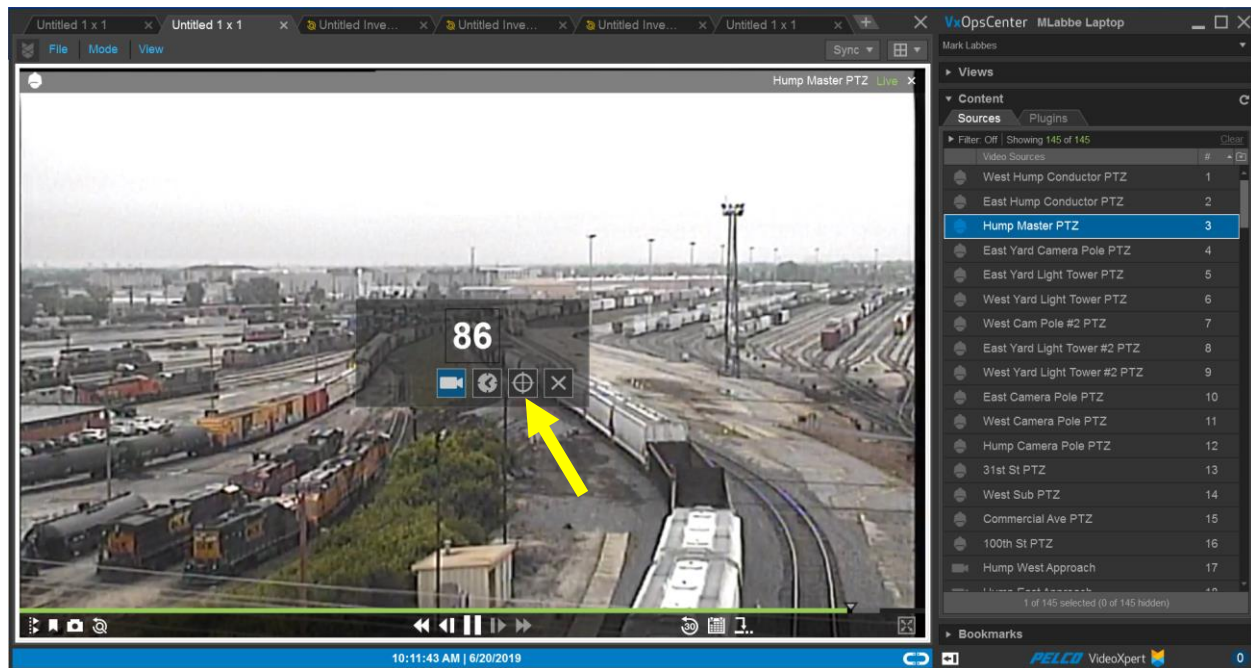 Untitled 1 x 1
Untitled 1 x 1
Untitled Inve...
Untitled Inve...
Untitled Inve...
Untitled 1 x 1
File Mode View
Sync
Hump Master PTZ Live
86
30
10:11:43 AM | 6/20/2019
VxOpsCenter MLabbe Laptop
Mark Labbes
Views
Content
Sources Plugins
Filter: Off Showing 145 of 145 Clear
Video Sources #
West Hump Conductor PTZ 1
East Hump Conductor PTZ 2
Hump Master PTZ 3
East Yard Camera Pole PTZ 4
East Yard Light Tower PTZ 5
West Yard Light Tower PTZ 6
West Cam Pole #2 PTZ 7
East Yard Light Tower #2 PTZ 8
West Yard Light Tower #2 PTZ 9
East Camera Pole PTZ 10
West Camera Pole PTZ 11
Hump Camera Pole PTZ 12
31st St PTZ 13
West Sub PTZ 14
Commercial Ave PTZ 15
100th St PTZ 16
Hump West Approach 17
Hump East Approach 18
1 of 145 selected (0 of 145 hidden)
Bookmarks
PELCO VideoXpert 0